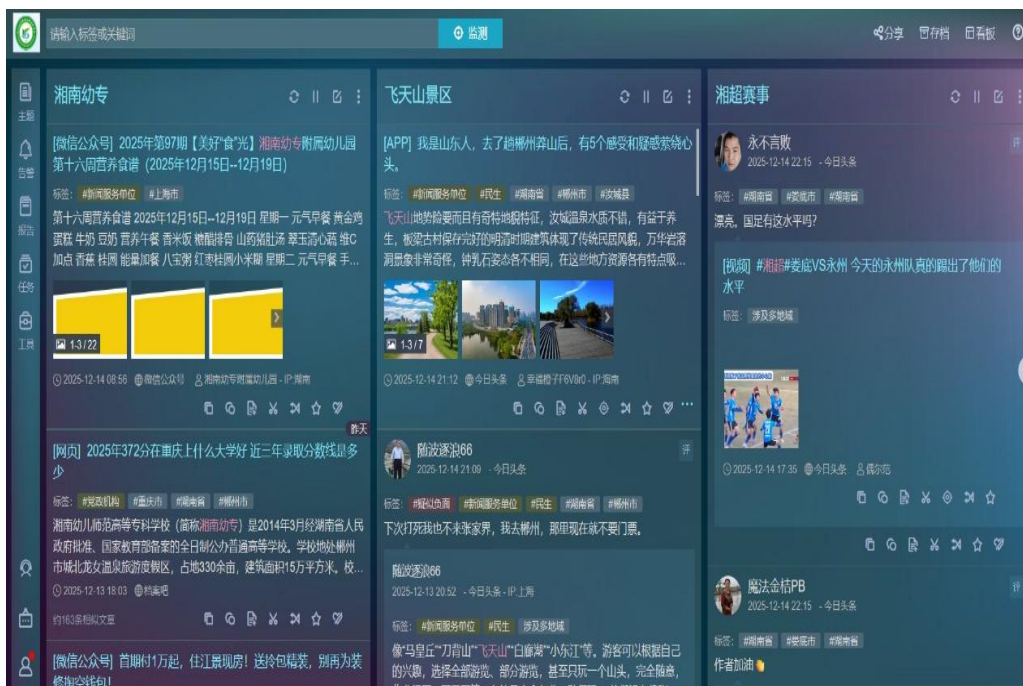 请输入标签或关键词
监测
分享
存档
看板
主题
告警
报告
任务
工具
湘南幼专
[微信公众号] 2025年第97期【美好“食”光】湘南幼专附属幼儿园
第十六周营养食谱（2025年12月15日--12月19日）
标签: #新闻服务单位 #上海市
第十六周营养食谱 2025年12月15日--12月19日 星期一 元气早餐 黄金鸡
蛋糕 牛奶 豆奶 营养午餐 香米饭 糖醋排骨 山药猪肚汤 翠玉清心蔬 维C
加点 香蕉 桂圆 能量加餐 八宝粥 红枣桂圆小米糊 星期二 元气早餐 手...
1-3 / 22
2025-12-14 08:56 微信公众号 湘南幼专附属幼儿园 - IP:湖南
昨天
[网页] 2025年372分在重庆上什么大学好 近三年录取分数线是多
少
标签: #党政机构 #重庆市 #湖南省 #郴州市
湘南幼儿师范高等专科学校（简称湘南幼专）是2014年3月经湖南省人民
政府批准、国家教育部备案的全日制公办普通高等学校。学校地处郴州
市城北龙女温泉旅游度假区，占地330余亩，建筑面积15万平方米。校...
2025-12-13 18:03 档案吧
约163条相似文章
[微信公众号] 首期付1万起，住江景现房！送拎包精装，别再为装
修掏空钱包!
飞天山景区
[APP] 我是山东人，去了趟郴州莽山后，有5个感受和疑惑萦绕心
头。
标签: #新闻服务单位 #民生 #湖南省 #郴州市 #汝城县
飞天山地势险要而且有奇特地貌特征，汝城温泉水质不错，有益于养
生，板梁古村保存完好的明清时期建筑体现了传统民居风貌，万华岩溶
洞景象非常奇怪，钟乳石姿态各不相同，在这些地方资源各有特点吸...
1-3 / 7
2025-12-14 21:12 今日头条 幸福橙子F6V8r0 - IP:海南
随波逐浪66
评
2025-12-14 21:09 - 今日头条
标签: #疑似负面 #新闻服务单位 #民生 #湖南省 #郴州市
下次打死我也不来张家界，我去郴州，那里现在就不要门票。
随波逐浪66
2025-12-13 20:52 - 今日头条 - IP:上海
标签: #新闻服务单位 #民生 涉及多地域
像“马皇丘”“刀背山”“飞天山”“白廊湖”“小东江”等。游客可以根据自己
的兴趣，选择全部游览、部分游览，甚至只玩一个山头，完全随意，
湘超赛事
永不言败
评
2025-12-14 22:15 - 今日头条
标签: #湖南省 #娄底市 #湖南省
漂亮。国足有这水平吗?
[视频] #湘超#娄底VS永州 今天的永州队真的踢出了他们的
水平
标签: 涉及多地域
2025-12-14 17:35 今日头条 偶尔范
魔法金桔PB
评
2025-12-14 22:15 - 今日头条
标签: #湖南省 #娄底市 #湖南省
作者加油